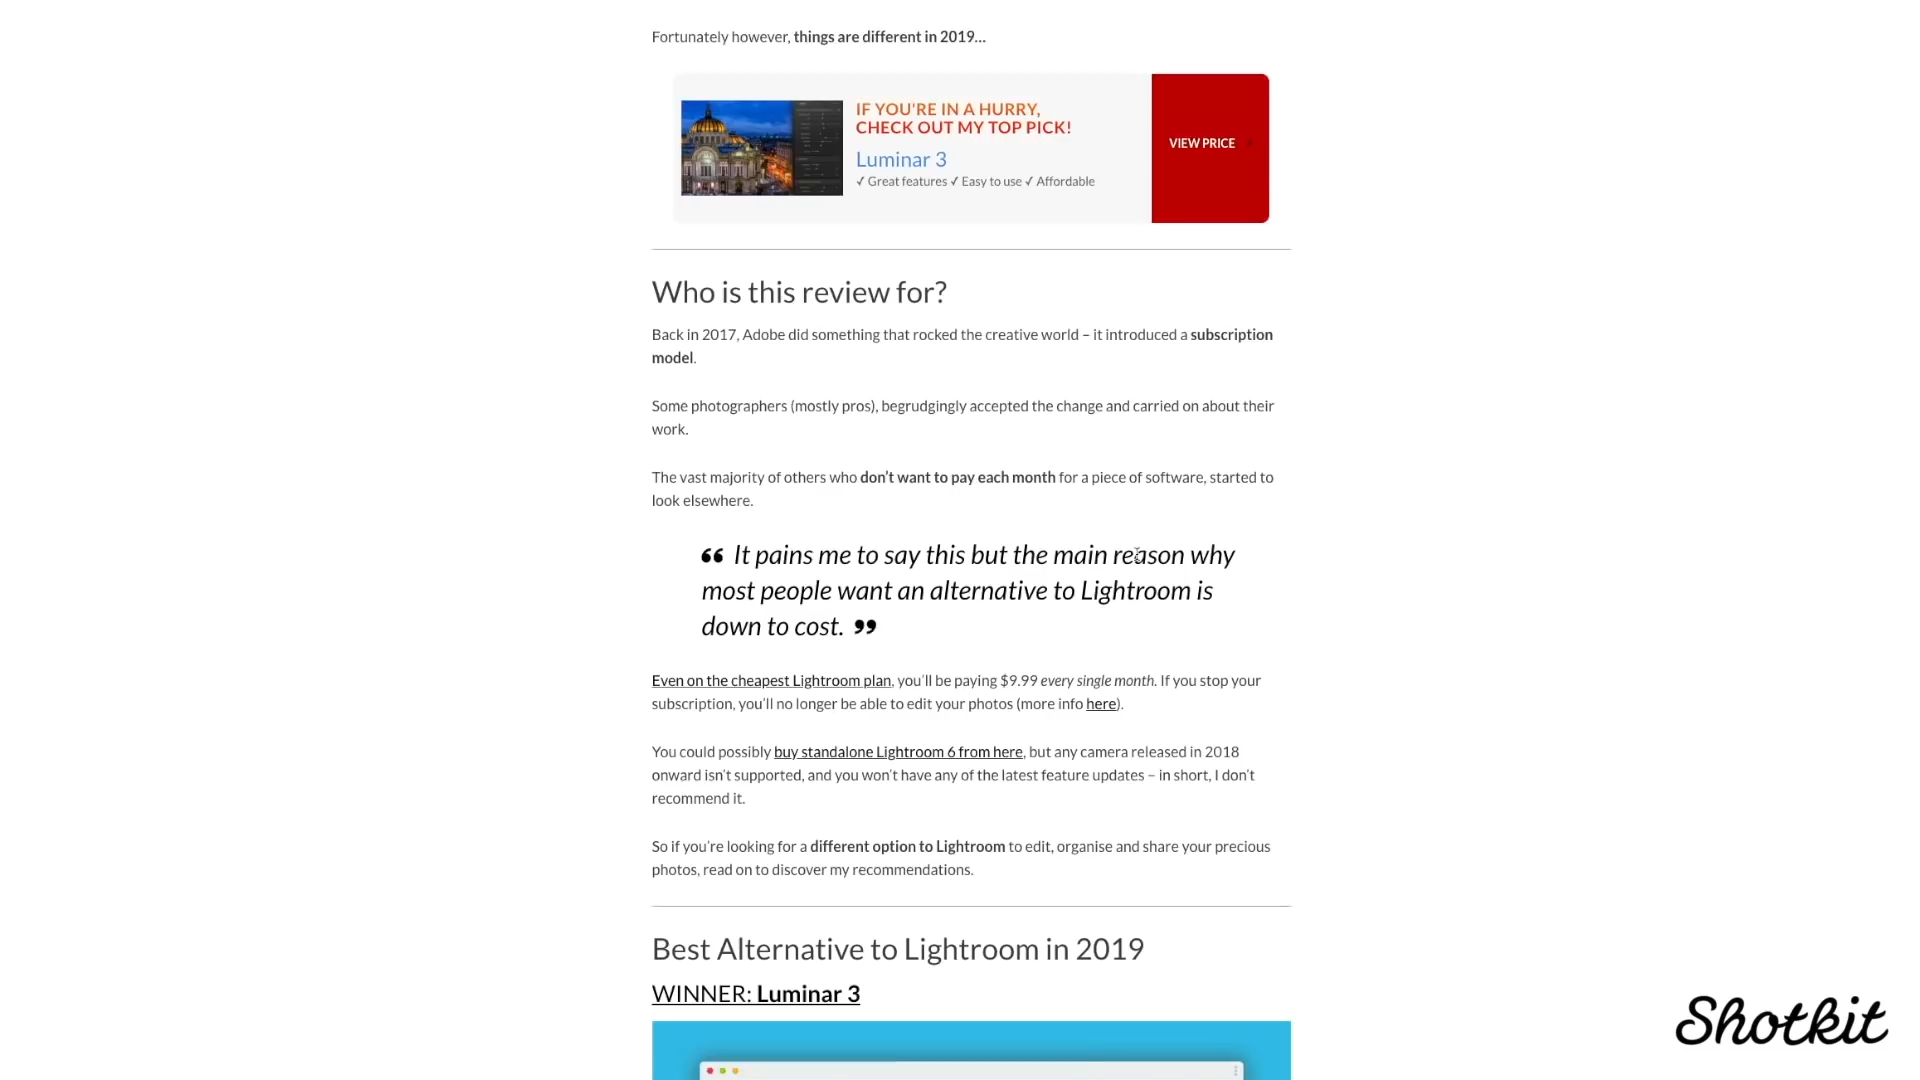 Fortunately however, things are different in 2019...
IF YOU'RE IN A HURRY,
CHECK OUT MY TOP PICK!
Luminar 3
✓ Great features ✓ Easy to use ✓ Affordable
VIEW PRICE
Who is this review for?
Back in 2017, Adobe did something that rocked the creative world – it introduced a subscription
model.
Some photographers (mostly pros), begrudgingly accepted the change and carried on about their
work.
The vast majority of others who don't want to pay each month for a piece of software, started to
look elsewhere.
“ It pains me to say this but the main reason why
most people want an alternative to Lightroom is
down to cost. ”
Even on the cheapest Lightroom plan, you'll be paying $9.99 every single month. If you stop your
subscription, you'll no longer be able to edit your photos (more info here).
You could possibly buy standalone Lightroom 6 from here, but any camera released in 2018
onward isn't supported, and you won't have any of the latest feature updates – in short, I don't
recommend it.
So if you're looking for a different option to Lightroom to edit, organise and share your precious
photos, read on to discover my recommendations.
Best Alternative to Lightroom in 2019
WINNER: Luminar 3
Shotkit